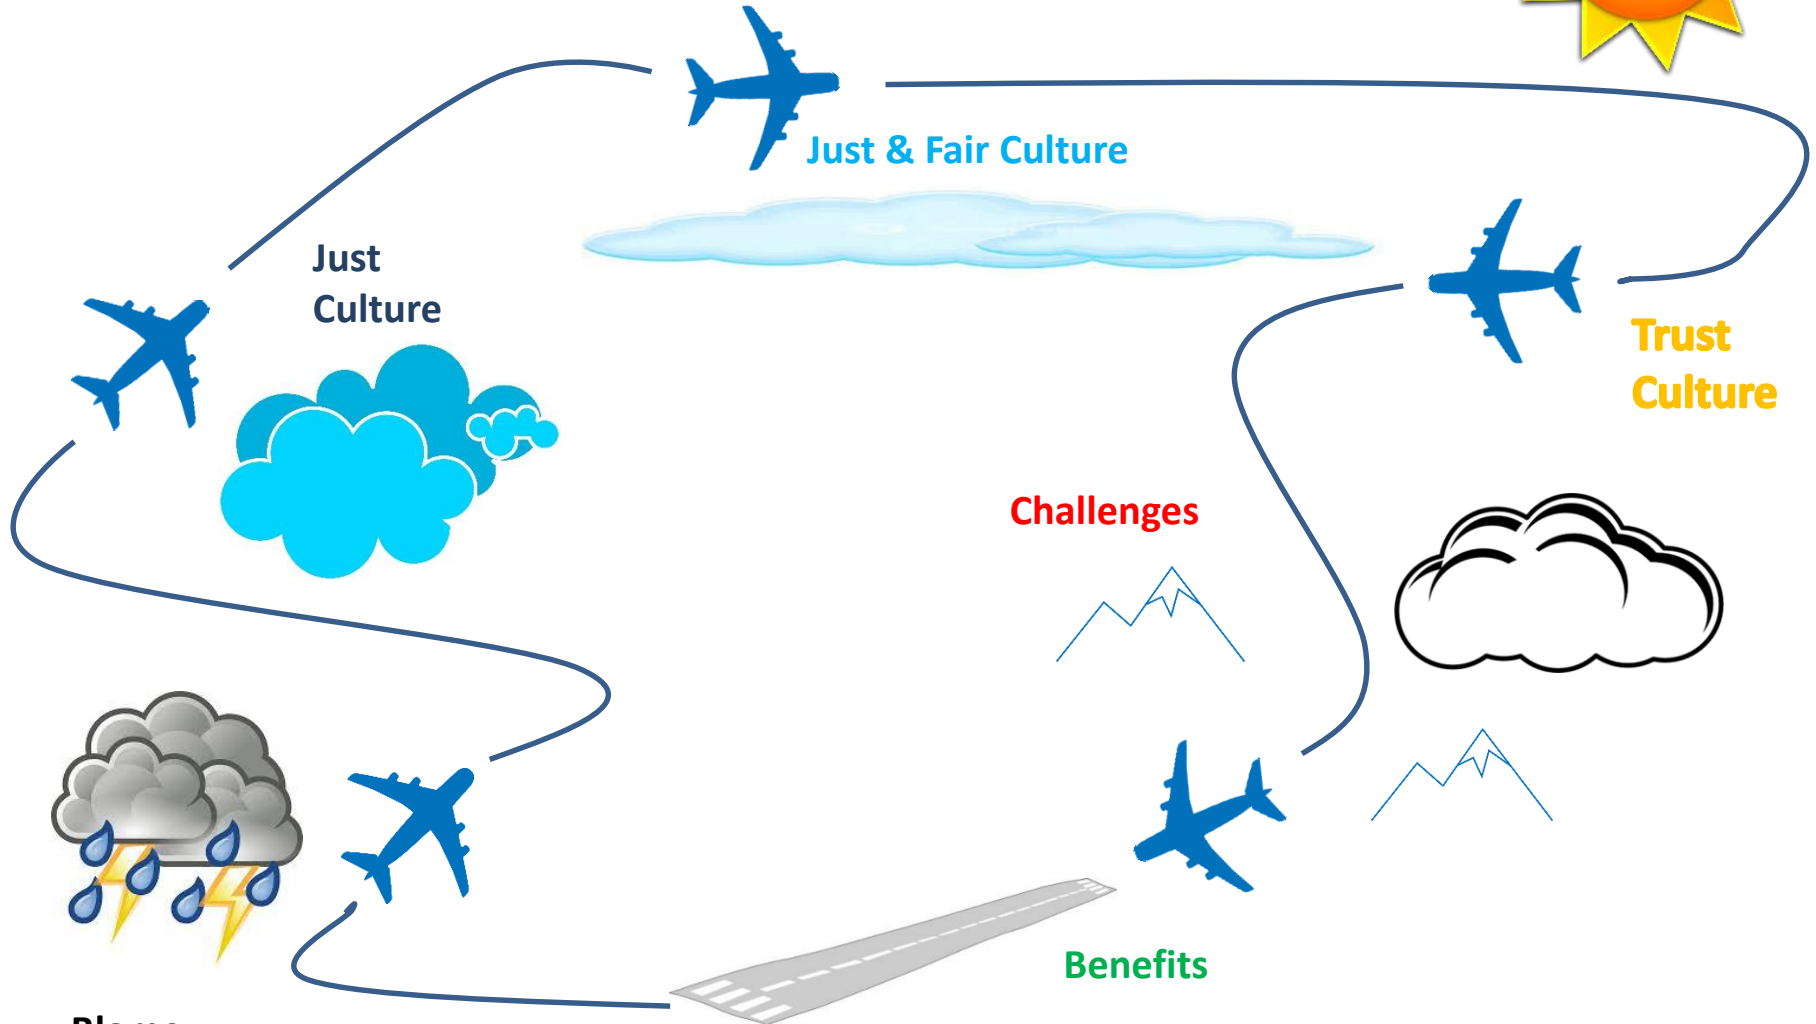 Just & Fair Culture
Just
Culture
Trust
Culture
Challenges
Benefits